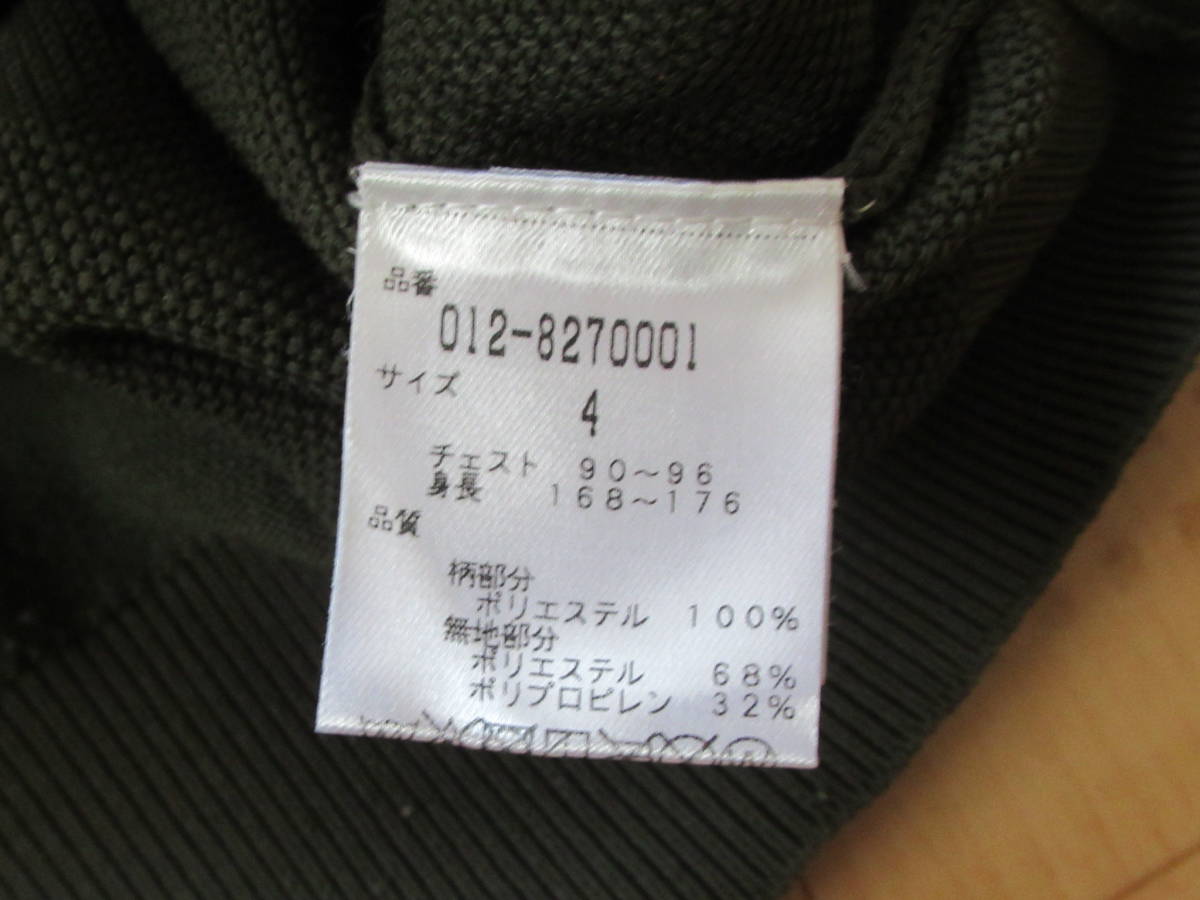 品番
012-8270001
サイズ
4
チェスト 90~96
身長 168~176
品質
柄部分
ポリエステル 100%
無地部分
ポリエステル 68%
ポリプロピレン 32%